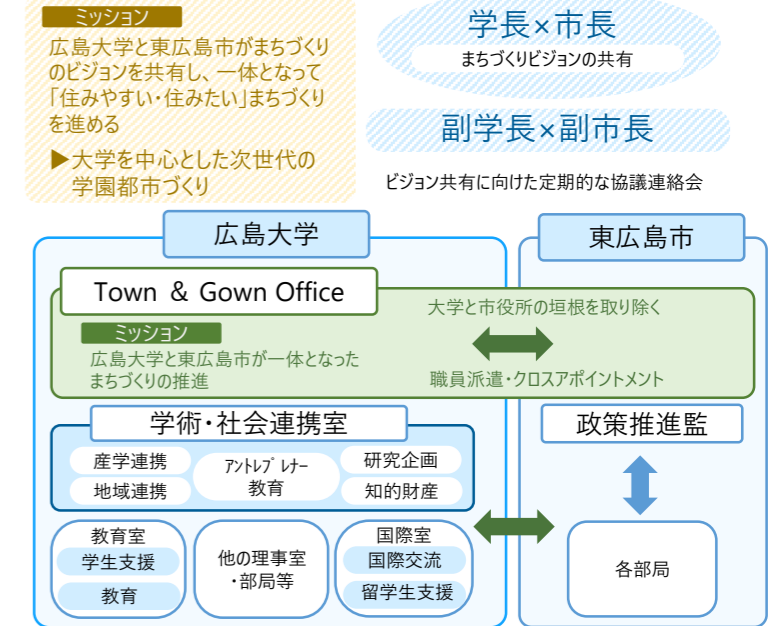 ミッション
広島大学と東広島市がまちづくり
のビジョンを共有し、一体となって
「住みやすい・住みたい」まちづくり
を進める
▶大学を中心とした次世代の
学園都市づくり
学長×市長
まちづくりビジョンの共有
副学長×副市長
ビジョン共有に向けた定期的な協議連絡会
広島大学
東広島市
Town & Gown Office
ミッション
広島大学と東広島市が一体となった
まちづくりの推進
大学と市役所の垣根を取り除く
職員派遣・クロスアポイントメント
学術・社会連携室
産学連携
地域連携
アントレプレナー
教育
研究企画
知的財産
政策推進監
教育室
学生支援
教育
他の理事室
・部局等
国際室
国際交流
留学生支援
各部局